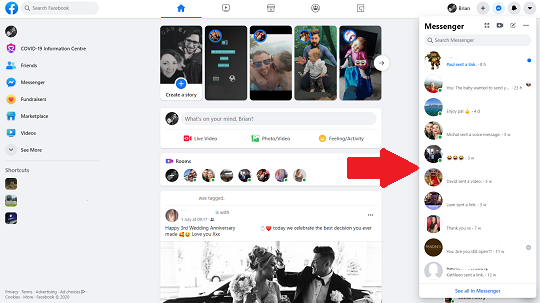 Search Facebook
Brian
COVID-19 Information Centre
Friends
Messenger
Fundraisers
Marketplace
Videos
See More
Shortcuts
Privacy · Terms · Advertising · Ad choices
Cookies · More · Facebook © 2020
Create a story
What's on your mind, Brian?
Live Video
Photo/Video
Feeling/Activity
Rooms
was tagged.
is with
3 July at 09:17
Happy 3rd Wedding Anniversary
today we celebrate the best decision you ever
made 🥰😆 Love you Xxx
Messenger
Search Messenger
Paul sent a link. · 8 h
You: The baby wanted to send y... · 23 h
Enjoy pal 👍 · 4 d
Michal sent a voice message · 3 w
😂😂😂 · 3 w
David sent a video · 3 w
Liam sent a link · 3 w
Thank you xx · 7 w
You: Are you still open?! · 11 w
Kathleen sent a link. · 12 w
See all in Messenger